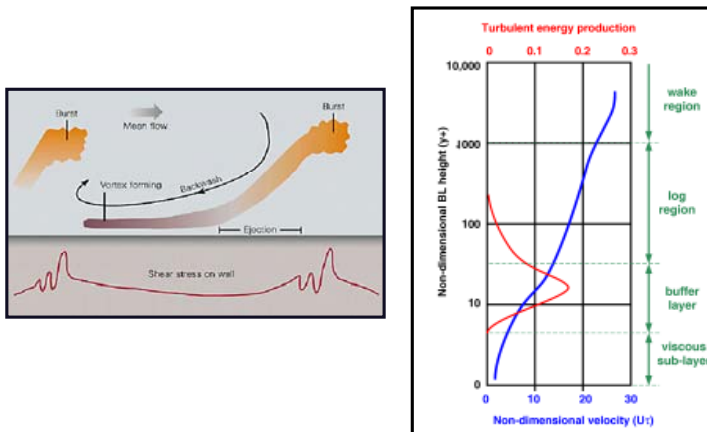 Burst
Mean flow
Burst
Vortex forming
Backwash
Ejection
Shear stress on wall
Turbulent energy production
0 0.1 0.2 0.3
10,000
1000
100
10
0
Non-dimensional BL height (y+)
wake
region
log
region
buffer
layer
viscous
sub-layer
0 10 20 30
Non-dimensional velocity (Uτ)